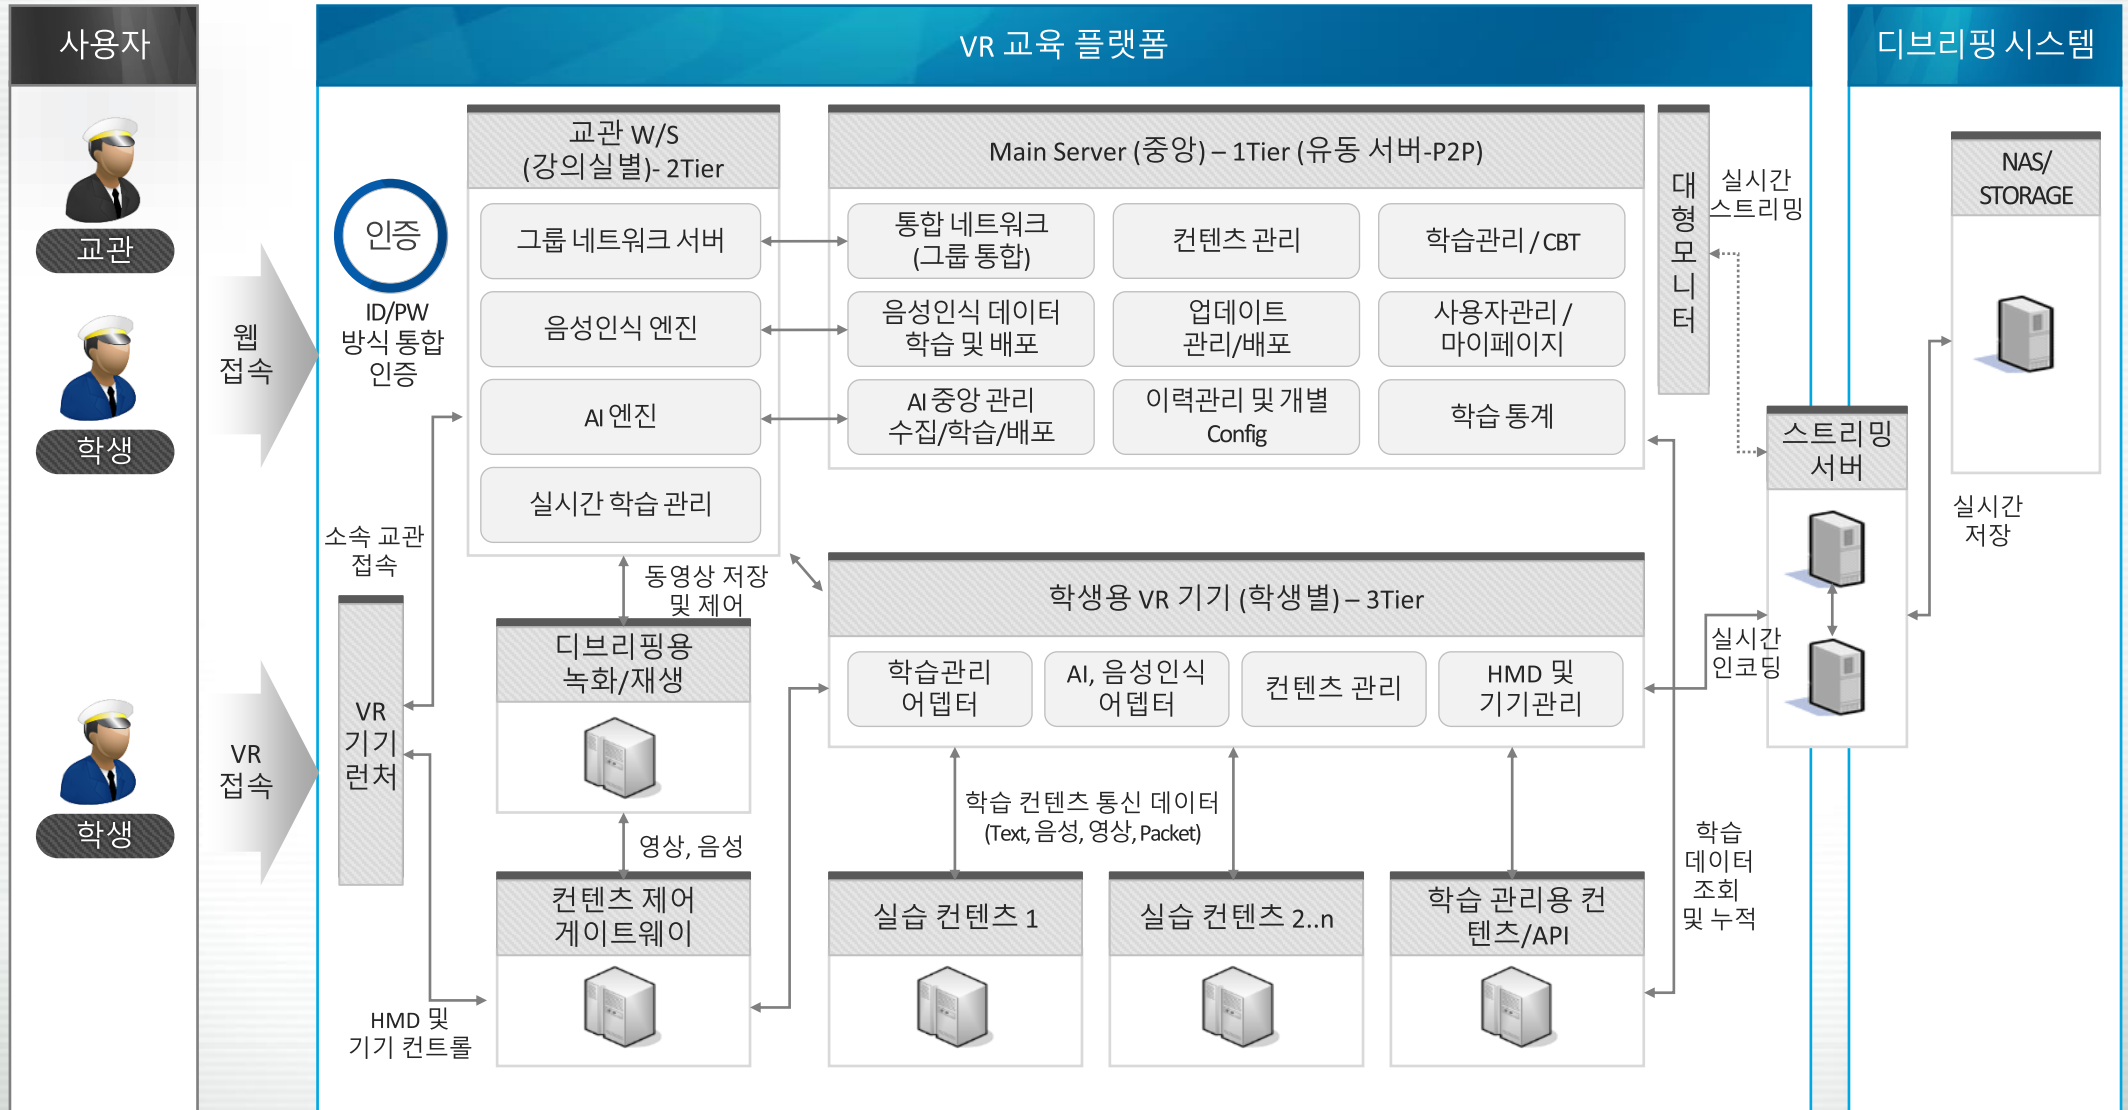 사용자
VR 교육 플랫폼
디브리핑 시스템
교관
학생
학생
웹
접속
VR
접속
인증
ID/PW
방식 통합
인증
교관 W/S
(강의실별)- 2Tier
그룹 네트워크 서버
음성인식 엔진
AI 엔진
실시간 학습 관리
Main Server (중앙) – 1Tier (유동 서버-P2P)
통합 네트워크
(그룹 통합)
컨텐츠 관리
학습관리 / CBT
음성인식 데이터
학습 및 배포
업데이트
관리/배포
사용자관리 /
마이페이지
AI 중앙 관리
수집/학습/배포
이력관리 및 개별
Config
학습 통계
대
형
모
니
터
실시간
스트리밍
스트리밍
서버
NAS/
STORAGE
실시간
저장
소속 교관
접속
동영상 저장
및 제어
VR
기기
런처
디브리핑용
녹화/재생
영상, 음성
컨텐츠 제어
게이트웨이
HMD 및
기기 컨트롤
학생용 VR 기기 (학생별) – 3Tier
학습관리
어뎁터
AI, 음성인식
어뎁터
컨텐츠 관리
HMD 및
기기관리
실시간
인코딩
학습 컨텐츠 통신 데이터
(Text, 음성, 영상, Packet)
실습 컨텐츠 1
실습 컨텐츠 2..n
학습 관리용 컨
텐츠/API
학습
데이터
조회
및 누적